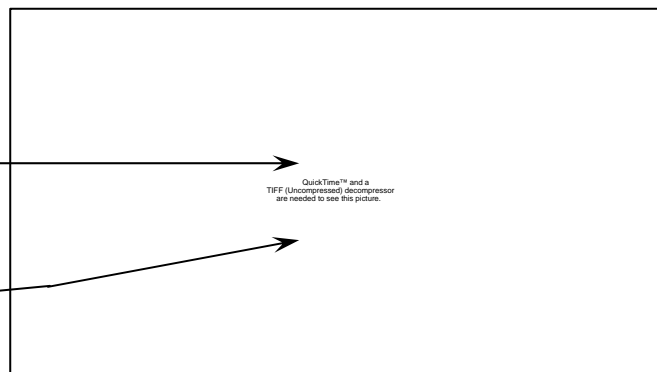 QuickTime™ and a
TIFF (Uncompressed) decompressor
are needed to see this picture.